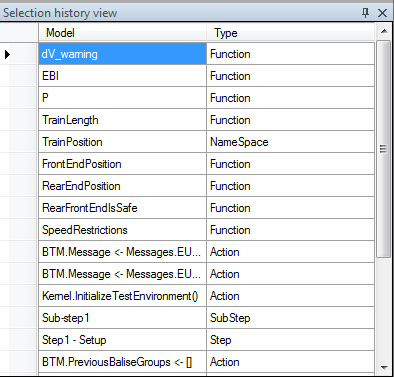 Selection history view
Model Type
dV_warning Function
EBI Function
P Function
TrainLength Function
TrainPosition NameSpace
FrontEndPosition Function
RearEndPosition Function
RearFrontEndIsSafe Function
SpeedRestrictions Function
BTM.Message <- Messages.EU... Action
BTM.Message <- Messages.EU... Action
Kernel.InitializeTestEnvironment() Action
Sub-step1 SubStep
Step1 - Setup Step
BTM.PreviousBaliseGroups <- [] Action